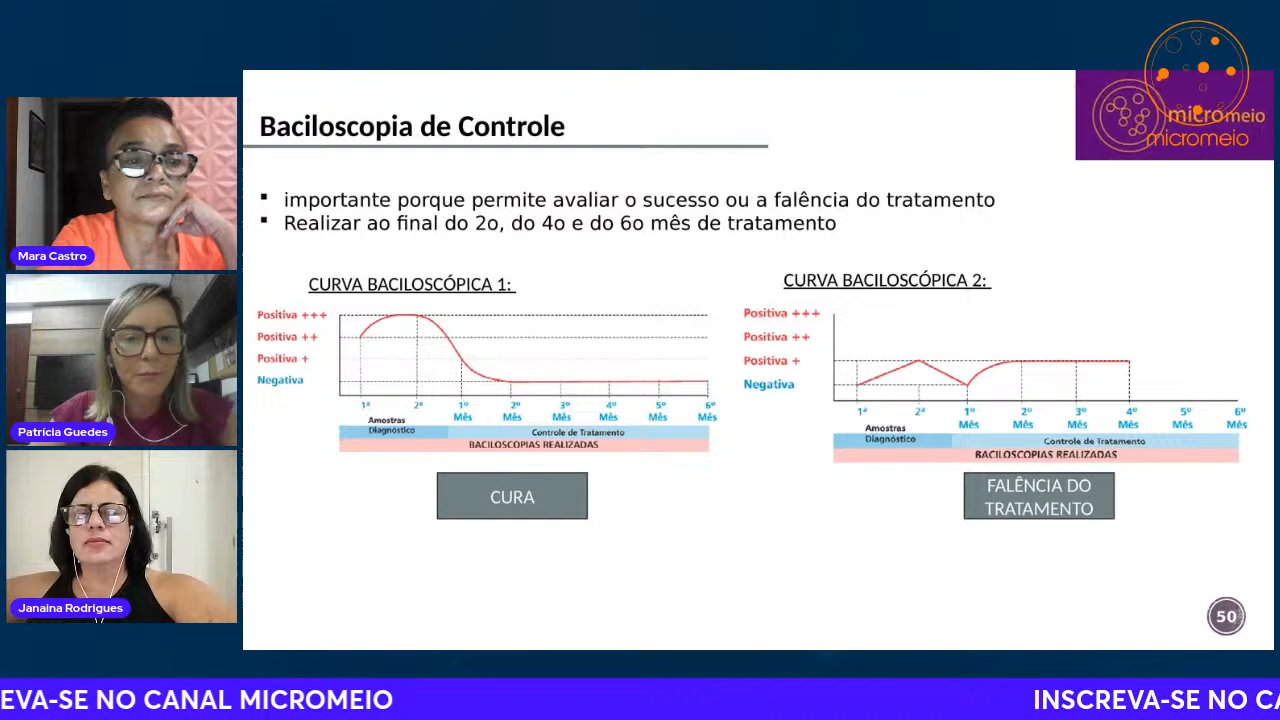 micromeio
micromeio
Baciloscopia de Controle
▪ importante porque permite avaliar o sucesso ou a falência do tratamento
▪ Realizar ao final do 2o, do 4o e do 6o mês de tratamento
CURVA BACILOSCÓPICA 1:
Positiva +++
Positiva ++
Positiva +
Negativa
1ª 2ª 1º 2º 3º 4º 5º 6º
Mês Mês Mês Mês Mês Mês
Amostras
Diagnóstico
Controle de Tratamento
BACILOSCOPIAS REALIZADAS
CURA
CURVA BACILOSCÓPICA 2:
Positiva +++
Positiva ++
Positiva +
Negativa
1ª 2ª 1º 2º 3º 4º 5º 6º
Mês Mês Mês Mês Mês Mês
Amostras
Diagnóstico
Controle de Tratamento
BACILOSCOPIAS REALIZADAS
FALÊNCIA DO
TRATAMENTO
50
Mara Castro
Patrícia Guedes
Janaina Rodrigues
EVA-SE NO CANAL MICROMEIO
INSCREVA-SE NO CA